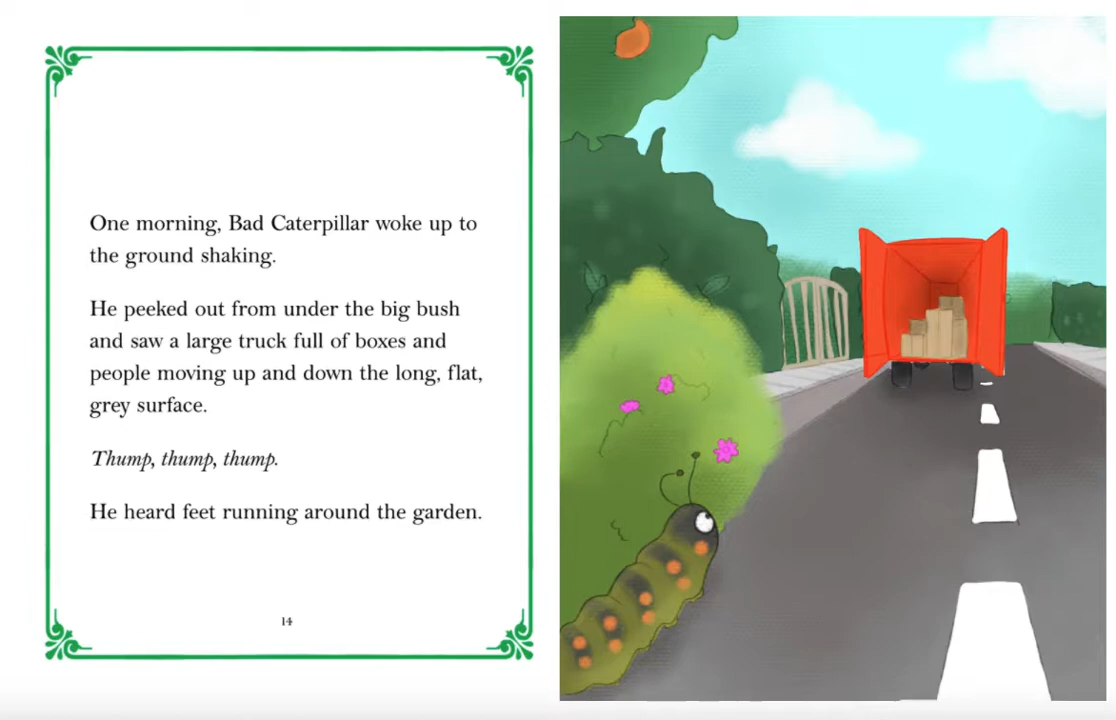 One morning, Bad Caterpillar woke up to
the ground shaking.
He peeked out from under the big bush
and saw a large truck full of boxes and
people moving up and down the long, flat,
grey surface.
Thump, thump, thump.
He heard feet running around the garden.
14